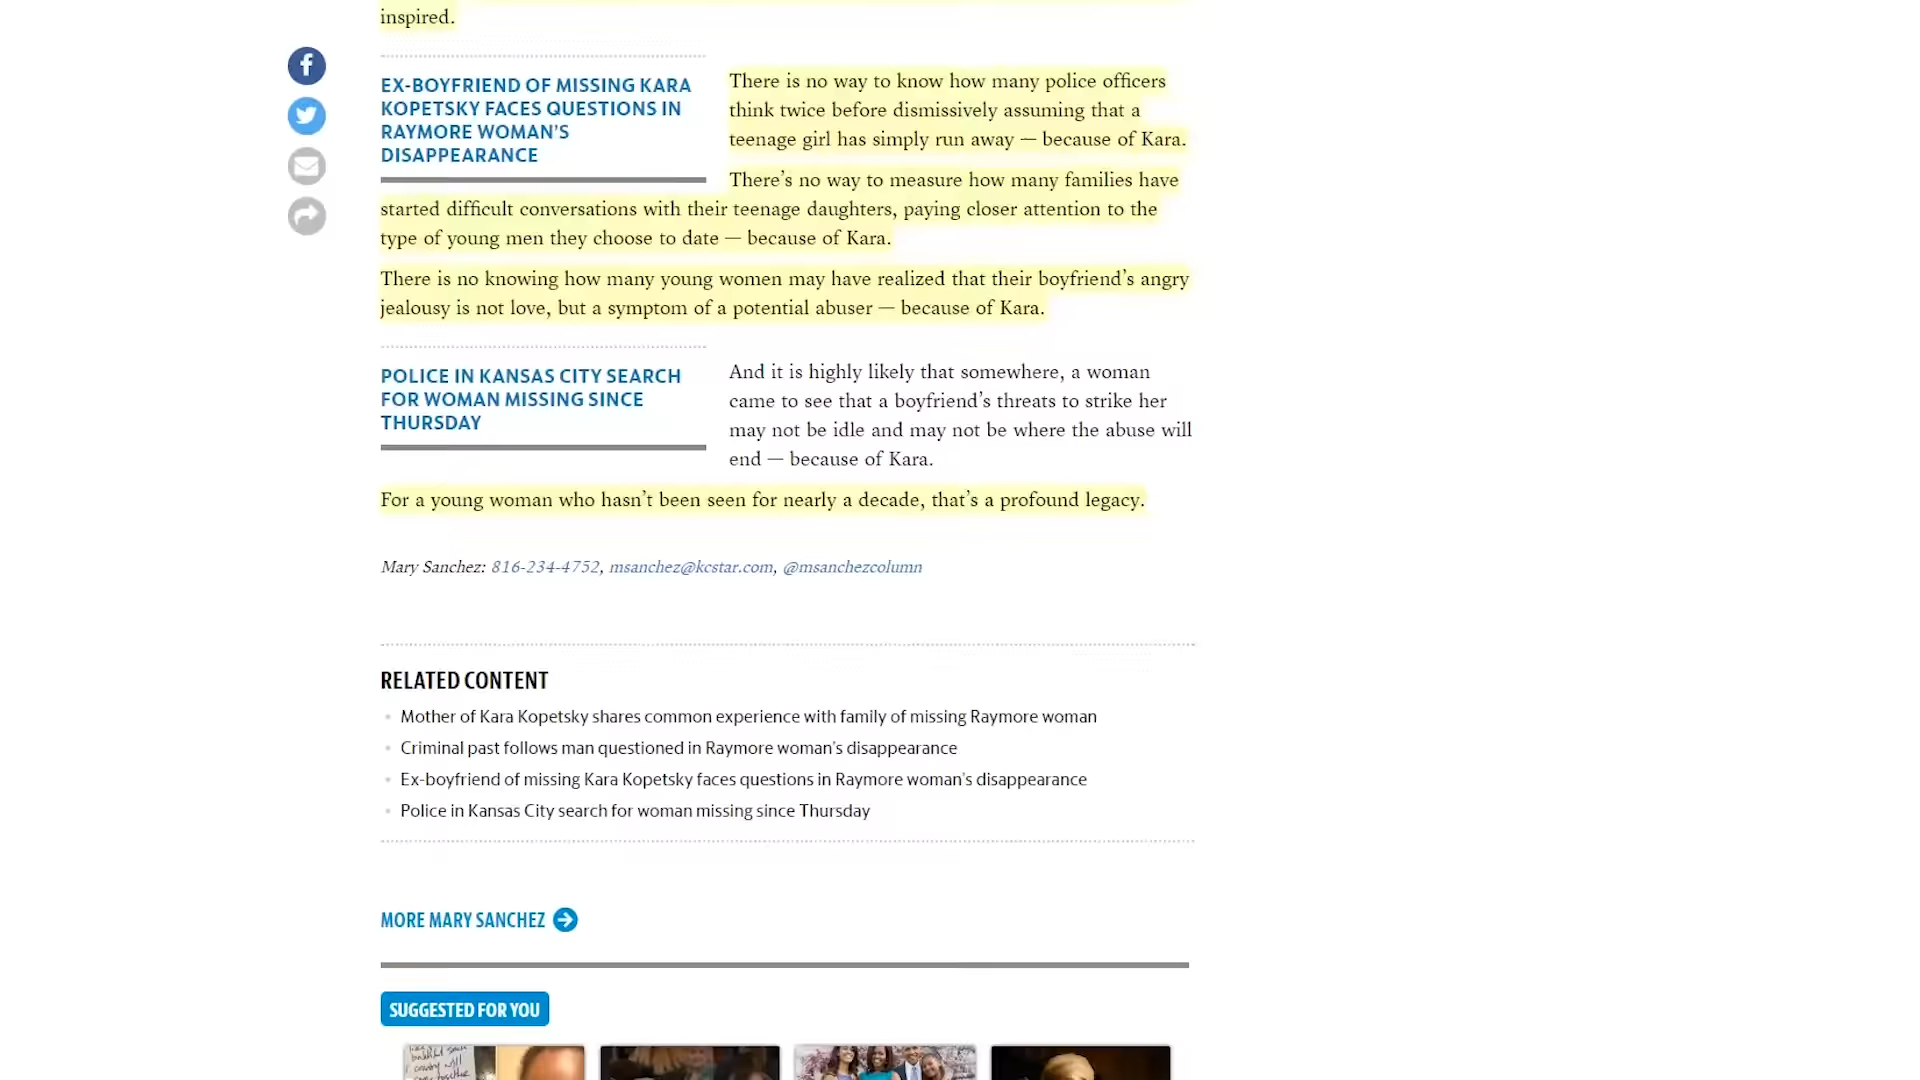 inspired.
EX-BOYFRIEND OF MISSING KARA
KOPETSKY FACES QUESTIONS IN
RAYMORE WOMAN'S
DISAPPEARANCE
There is no way to know how many police officers
think twice before dismissively assuming that a
teenage girl has simply run away — because of Kara.
There's no way to measure how many families have
started difficult conversations with their teenage daughters, paying closer attention to the
type of young men they choose to date — because of Kara.
There is no knowing how many young women may have realized that their boyfriend's angry
jealousy is not love, but a symptom of a potential abuser — because of Kara.
POLICE IN KANSAS CITY SEARCH
FOR WOMAN MISSING SINCE
THURSDAY
And it is highly likely that somewhere, a woman
came to see that a boyfriend's threats to strike her
may not be idle and may not be where the abuse will
end — because of Kara.
For a young woman who hasn't been seen for nearly a decade, that's a profound legacy.
Mary Sanchez: 816-234-4752, msanchez@kcstar.com, @msanchezcolumn
RELATED CONTENT
Mother of Kara Kopetsky shares common experience with family of missing Raymore woman
Criminal past follows man questioned in Raymore woman's disappearance
Ex-boyfriend of missing Kara Kopetsky faces questions in Raymore woman's disappearance
Police in Kansas City search for woman missing since Thursday
MORE MARY SANCHEZ
SUGGESTED FOR YOU